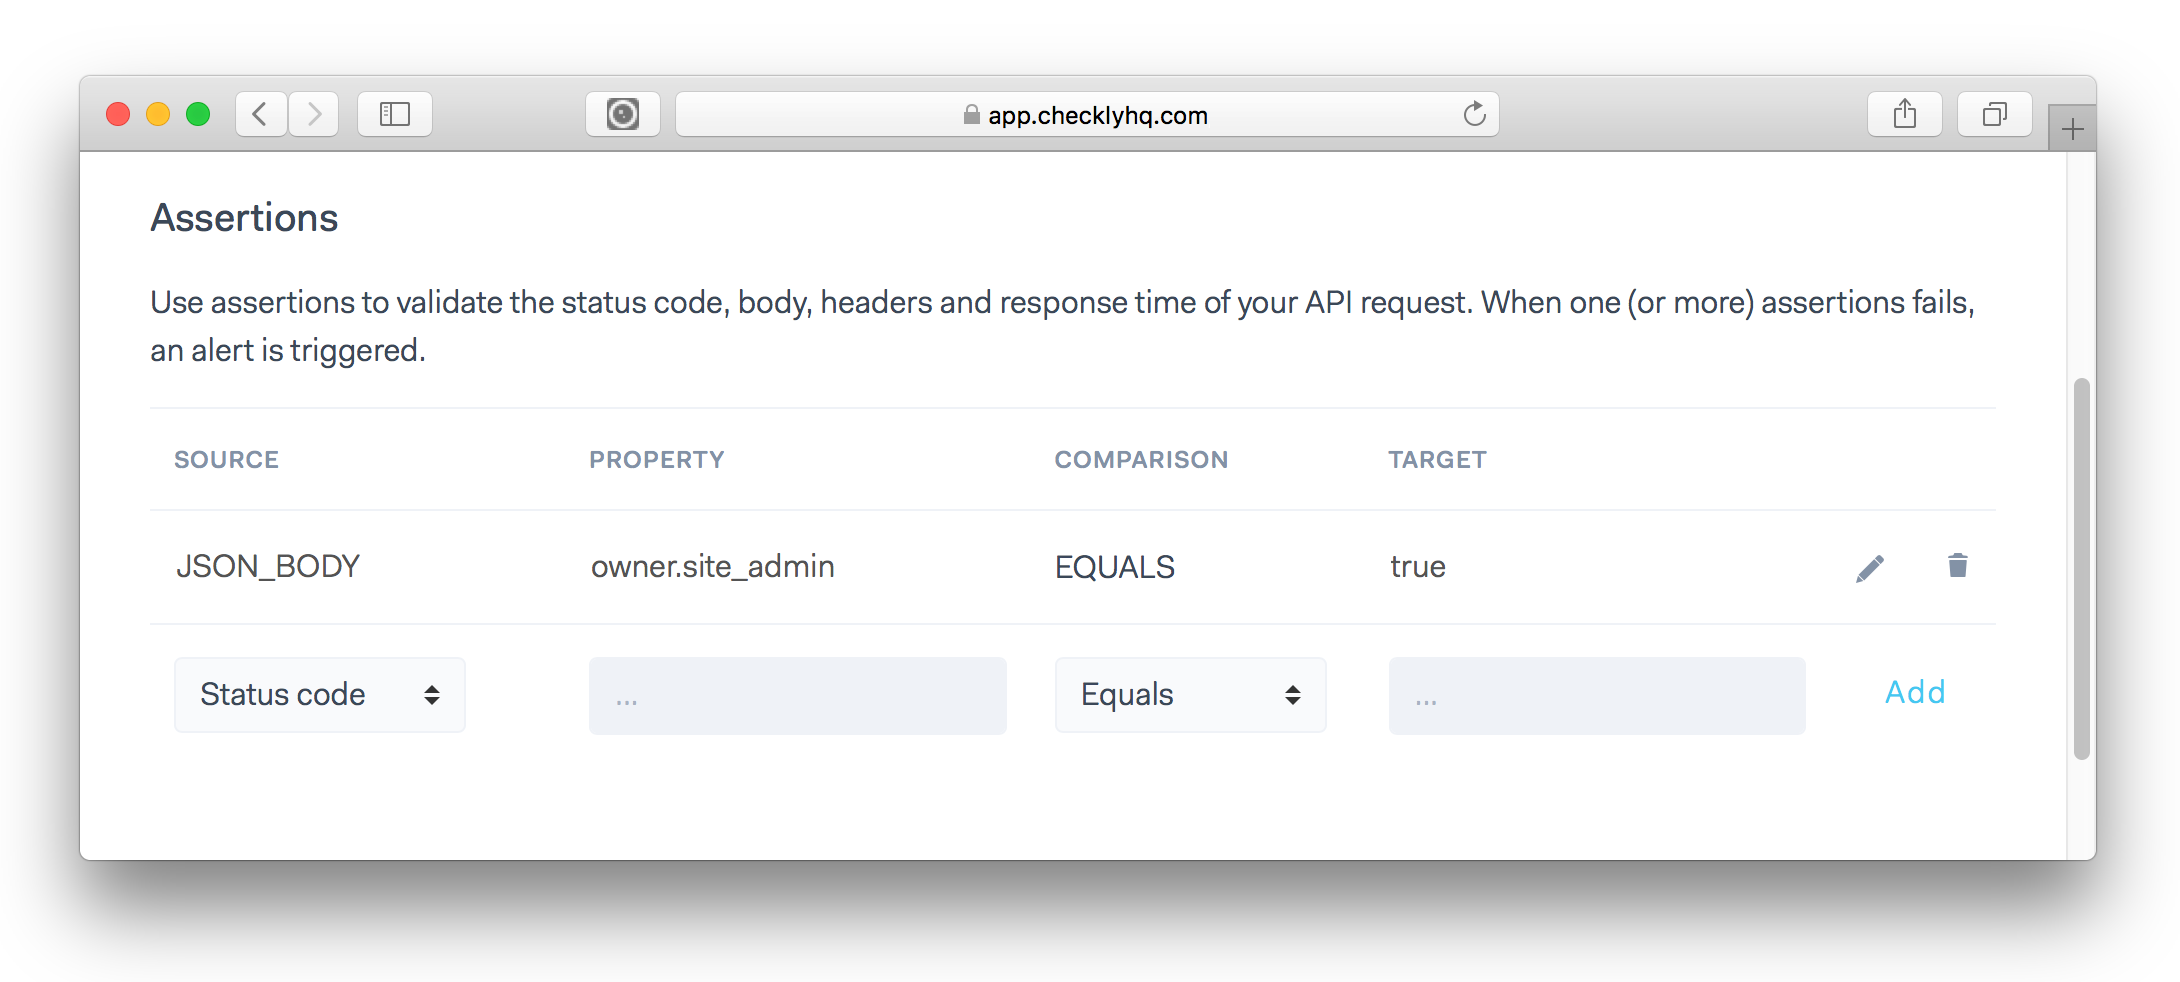 app.checklyhq.com
Assertions
Use assertions to validate the status code, body, headers and response time of your API request. When one (or more) assertions fails,
an alert is triggered.
SOURCE PROPERTY COMPARISON TARGET
JSON_BODY owner.site_admin EQUALS true
Status code ... Equals ... Add